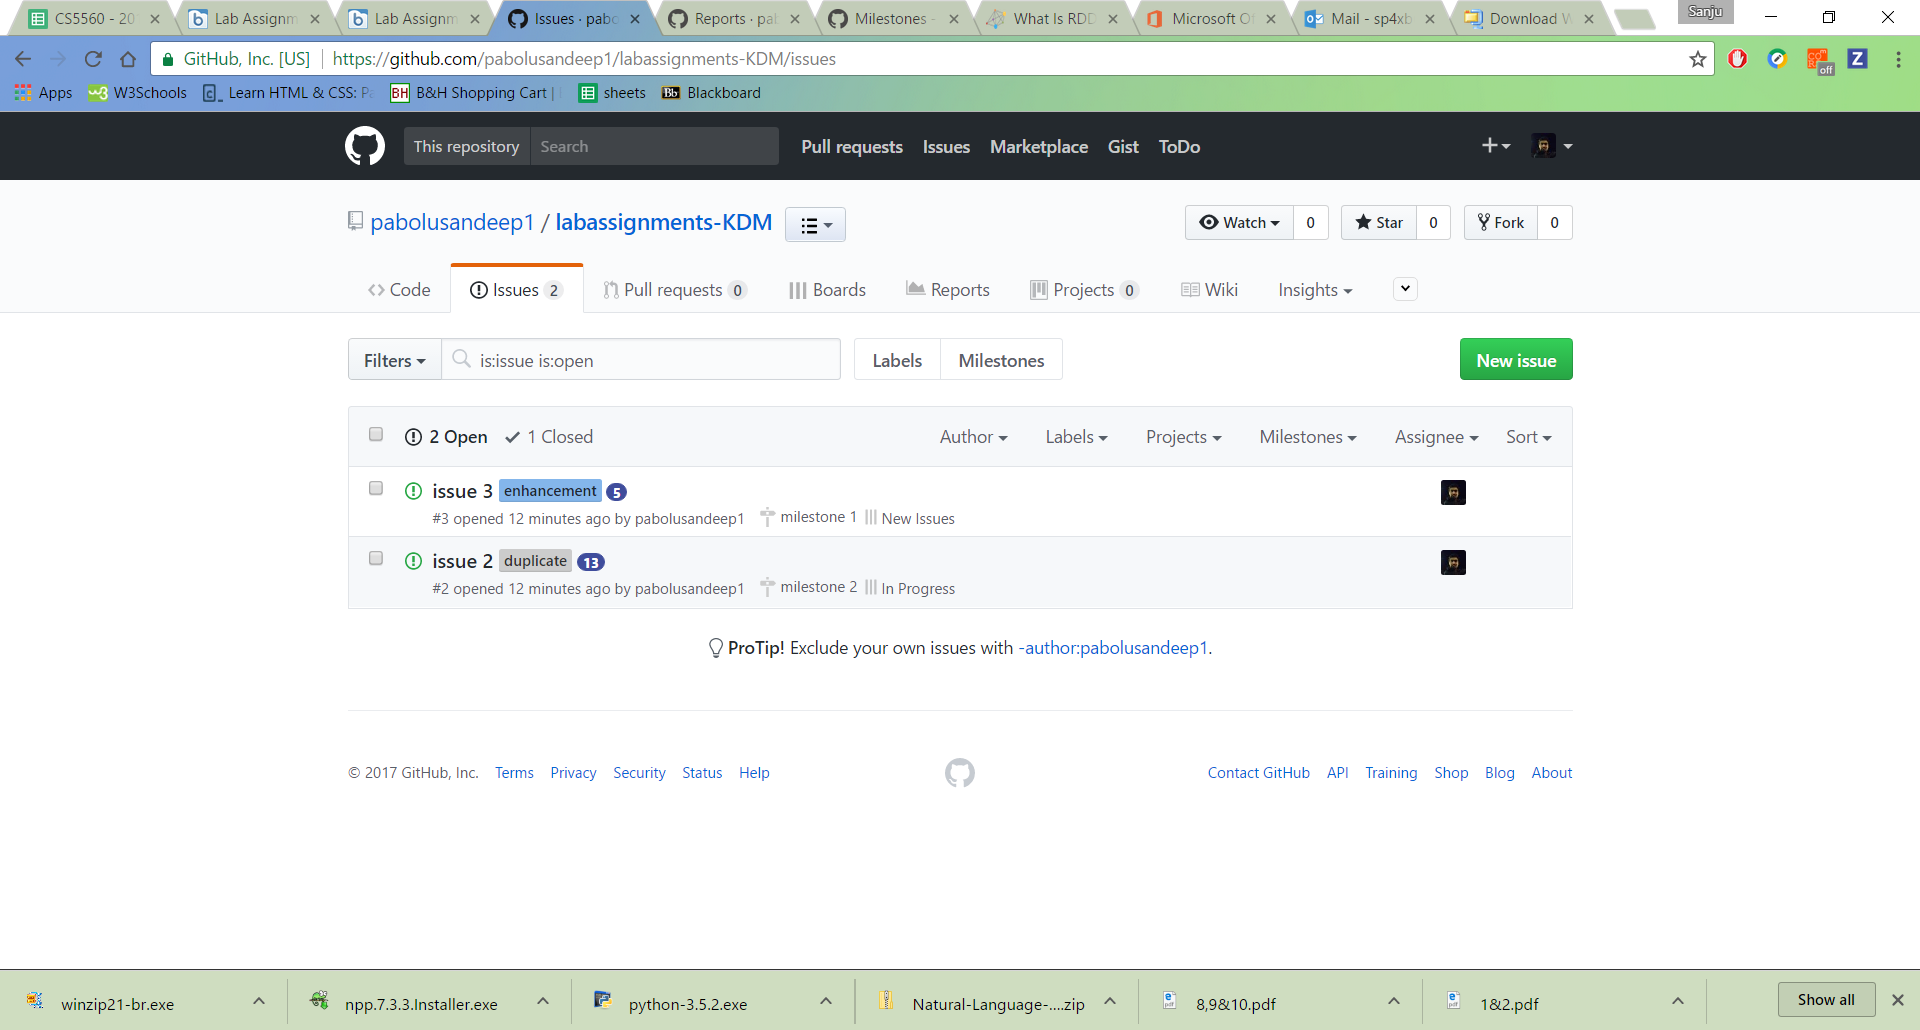 CS5560 - 20
Lab Assignm
Lab Assignm
Issues · pabo
Reports · pab
Milestones -
What Is RDD
Microsoft Of
Mail - sp4xb
Download W
Sanju
GitHub, Inc. [US]
https://github.com/pabolusandeep1/labassignments-KDM/issues
off
Z
Apps
W3Schools
Learn HTML & CSS: Pa
BH B&H Shopping Cart |
sheets
Bb Blackboard
This repository
Search
Pull requests
Issues
Marketplace
Gist
ToDo
pabolusandeep1 / labassignments-KDM
Watch 0
Star 0
Fork 0
Code
Issues 2
Pull requests 0
Boards
Reports
Projects 0
Wiki
Insights
Filters
is:issue is:open
Labels
Milestones
New issue
2 Open
1 Closed
Author
Labels
Projects
Milestones
Assignee
Sort
issue 3 enhancement 5
#3 opened 12 minutes ago by pabolusandeep1 milestone 1 New Issues
issue 2 duplicate 13
#2 opened 12 minutes ago by pabolusandeep1 milestone 2 In Progress
ProTip! Exclude your own issues with -author:pabolusandeep1.
© 2017 GitHub, Inc.
Terms
Privacy
Security
Status
Help
Contact GitHub
API
Training
Shop
Blog
About
winzip21-br.exe
npp.7.3.3.Installer.exe
python-3.5.2.exe
Natural-Language-....zip
8,9&10.pdf
1&2.pdf
Show all